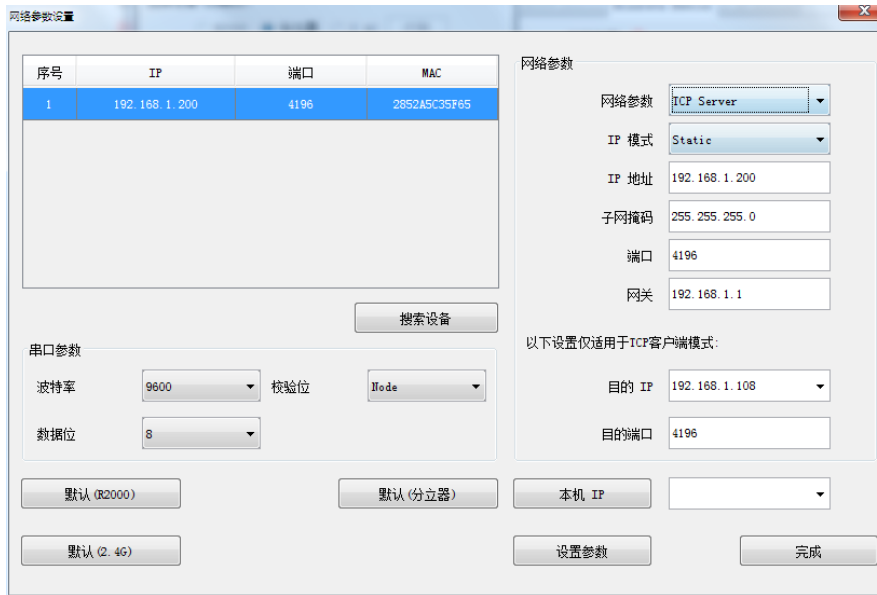 网络参数设置
序号 IP 端口 MAC
1 192.168.1.200 4196 2852A5C35F65
搜索设备
串口参数
波特率 9600 校验位 Node
数据位 8
默认(R2000) 默认(分立器)
默认(2.4G)
网络参数
网络参数 TCP Server
IP 模式 Static
IP 地址 192.168.1.200
子网掩码 255.255.255.0
端口 4196
网关 192.168.1.1
以下设置仅适用于TCP客户端模式:
目的 IP 192.168.1.108
目的端口 4196
本机 IP
设置参数 完成